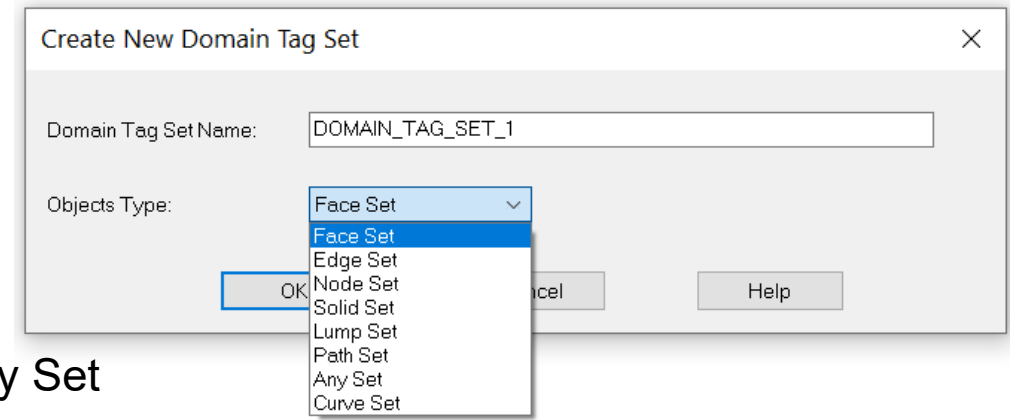 Create New Domain Tag Set
Domain Tag Set Name: DOMAIN_TAG_SET_1
Objects Type: Face Set
Face Set
Edge Set
Node Set
Solid Set
Lump Set
Path Set
Any Set
Curve Set
OK Help
Set